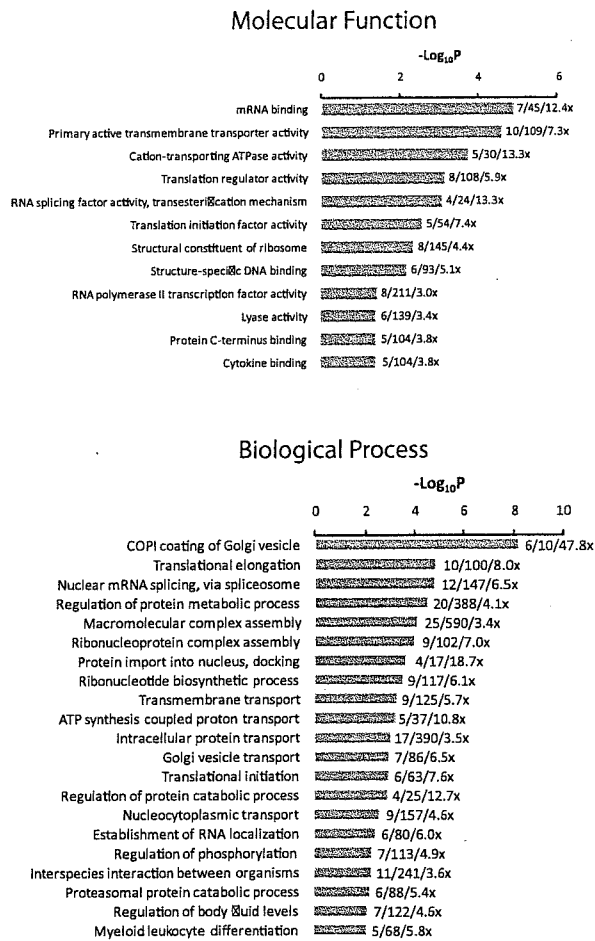 Molecular Function
-Log10P
0 2 4 6
mRNA binding 7/45/12.4x
Primary active transmembrane transporter activity 10/109/7.3x
Cation-transporting ATPase activity 5/30/13.3x
Translation regulator activity 8/108/5.9x
RNA splicing factor activity, transesteri☒cation mechanism 4/24/13.3x
Translation initiation factor activity 5/54/7.4x
Structural constituent of ribosome 8/145/4.4x
Structure-speci☒c DNA binding 6/93/5.1x
RNA polymerase II transcription factor activity 8/211/3.0x
Lyase activity 6/139/3.4x
Protein C-terminus binding 5/104/3.8x
Cytokine binding 5/104/3.8x
Biological Process
-Log10P
0 2 4 6 8 10
COPI coating of Golgi vesicle 6/10/47.8x
Translational elongation 10/100/8.0x
Nuclear mRNA splicing, via spliceosome 12/147/6.5x
Regulation of protein metabolic process 20/388/4.1x
Macromolecular complex assembly 25/590/3.4x
Ribonucleoprotein complex assembly 9/102/7.0x
Protein import into nucleus, docking 4/17/18.7x
Ribonucleotide biosynthetic process 9/117/6.1x
Transmembrane transport 9/125/5.7x
ATP synthesis coupled proton transport 5/37/10.8x
Intracellular protein transport 17/390/3.5x
Golgi vesicle transport 7/86/6.5x
Translational initiation 6/63/7.6x
Regulation of protein catabolic process 4/25/12.7x
Nucleocytoplasmic transport 9/157/4.6x
Establishment of RNA localization 6/80/6.0x
Regulation of phosphorylation 7/113/4.9x
Interspecies interaction between organisms 11/241/3.6x
Proteasomal protein catabolic process 6/88/5.4x
Regulation of body ☒uid levels 7/122/4.6x
Myeloid leukocyte differentiation 5/68/5.8x